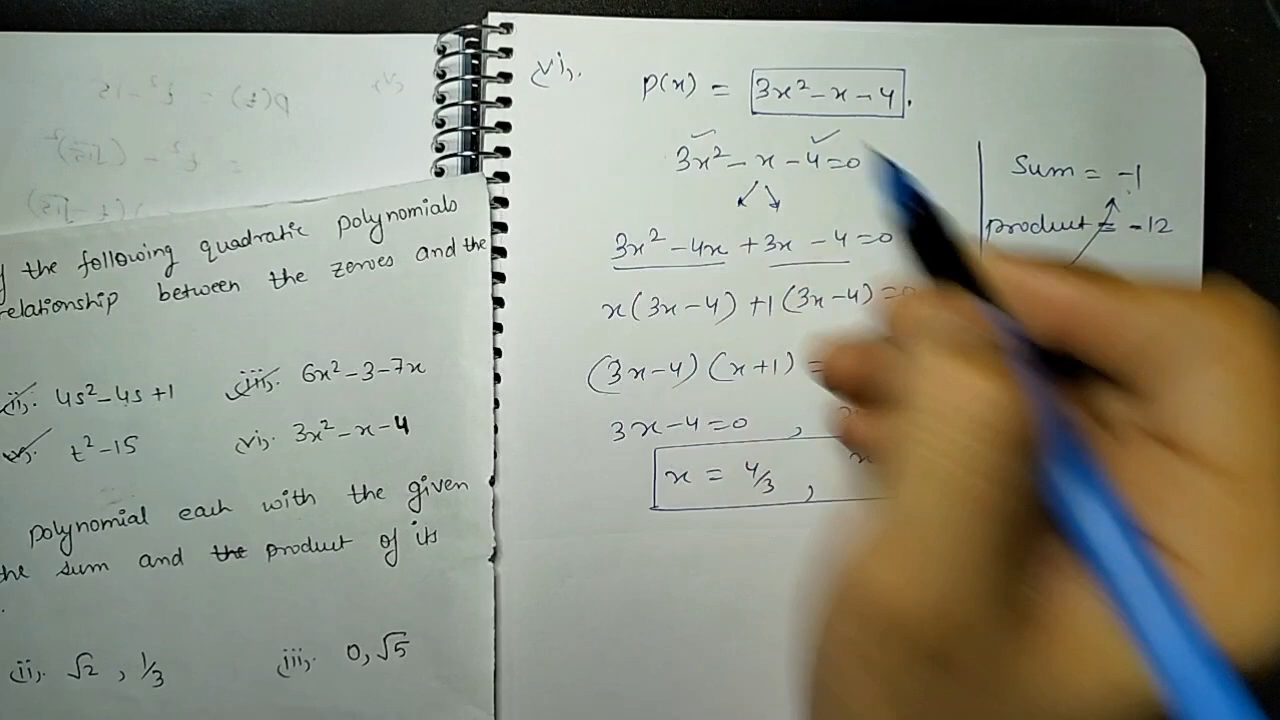 y the following quadratic polynomials
relationship between the zeroes and the
(ii). 4s²-4s+1 (iii). 6x²-3-7x
(v). t²-15 (vi). 3x²-x-4
polynomial each with the given
he sum and the product of its
.
(ii). √2 , 1/3 (iii). 0, √5
(vi). p(x) = 3x²-x-4.
3x²-x-4=0
3x²-4x+3x-4=0
x(3x-4)+1(3x-4)=0
(3x-4)(x+1)=
3x-4=0 ,
x = 4/3 ,
Sum = -1
product = -12